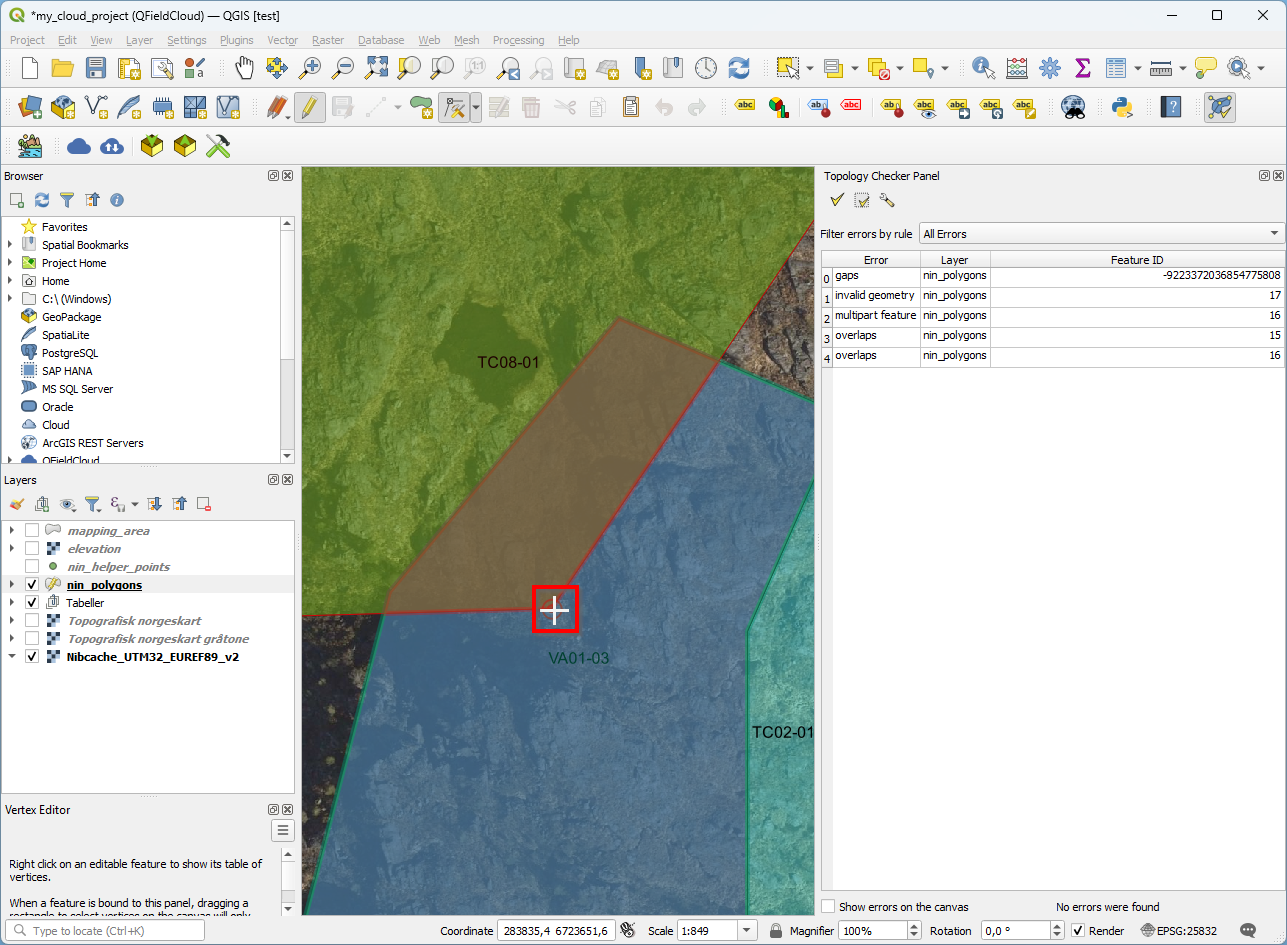 *my_cloud_project (QFieldCloud) — QGIS [test]
Project Edit View Layer Settings Plugins Vector Raster Database Web Mesh Processing Help
Browser
Favorites
Spatial Bookmarks
Project Home
Home
C:\ (Windows)
GeoPackage
SpatiaLite
PostgreSQL
SAP HANA
MS SQL Server
Oracle
Cloud
ArcGIS REST Servers
QFieldCloud
Layers
mapping_area
elevation
nin_helper_points
nin_polygons
Tabeller
Topografisk norgeskart
Topografisk norgeskart gråtone
Nibcache_UTM32_EUREF89_v2
Vertex Editor
Right click on an editable feature to show its table of
vertices.
When a feature is bound to this panel, dragging a
rectangle to select vertices on the canvas will only
TC08-01
VA01-03
TC02-01
Topology Checker Panel
Filter errors by rule All Errors
Error Layer Feature ID
0 gaps nin_polygons -9223372036854775808
1 invalid geometry nin_polygons 17
2 multipart feature nin_polygons 16
3 overlaps nin_polygons 15
4 overlaps nin_polygons 16
Show errors on the canvas No errors were found
Type to locate (Ctrl+K) Coordinate 283835,4 6723651,6 Scale 1:849 Magnifier 100% Rotation 0,0 ° Render EPSG:25832